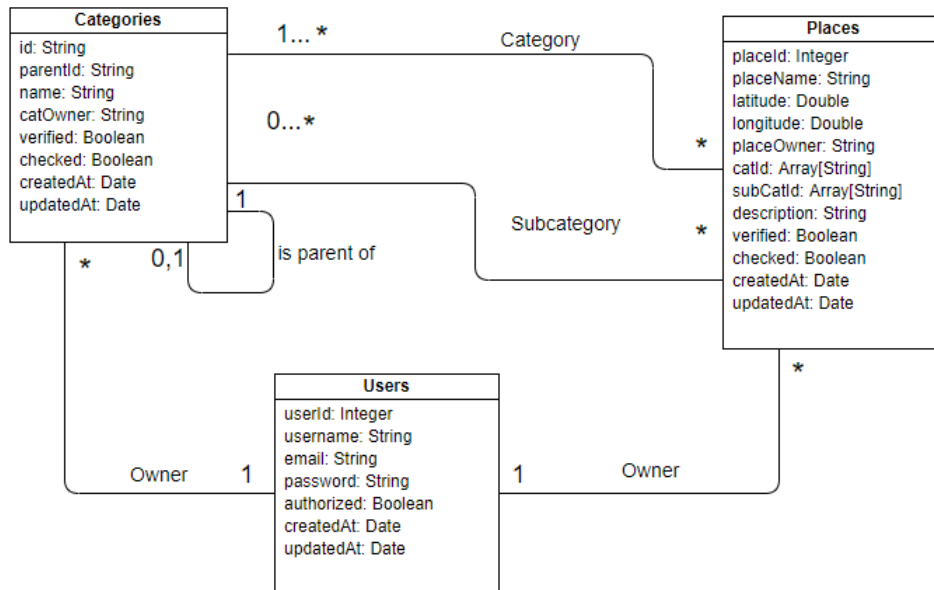 Categories
id: String
parentId: String
name: String
catOwner: String
verified: Boolean
checked: Boolean
createdAt: Date
updatedAt: Date
1... *
Category
*
0...*
Subcategory
*
1
0,1
is parent of
*
Places
placeId: Integer
placeName: String
latitude: Double
longitude: Double
placeOwner: String
catId: Array[String]
subCatId: Array[String]
description: String
verified: Boolean
checked: Boolean
createdAt: Date
updatedAt: Date
*
Users
userId: Integer
username: String
email: String
password: String
authorized: Boolean
createdAt: Date
updatedAt: Date
Owner
1
1
Owner